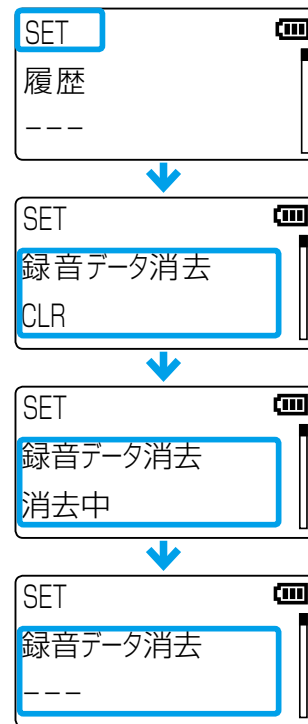 SET
履歴
---
SET
録音データ消去
CLR
SET
録音データ消去
消去中
SET
録音データ消去
---